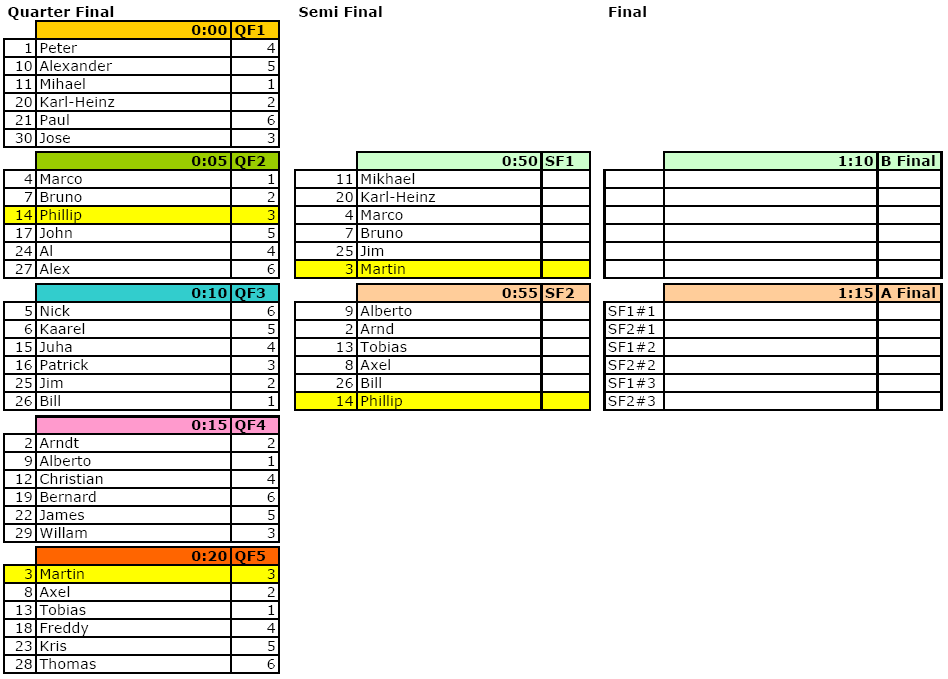 Quarter Final Semi Final Final
0:00 QF1
1 Peter 4
10 Alexander 5
11 Mihael 1
20 Karl-Heinz 2
21 Paul 6
30 Jose 3
0:05 QF2
4 Marco 1
7 Bruno 2
14 Phillip 3
17 John 5
24 Al 4
27 Alex 6
0:10 QF3
5 Nick 6
6 Kaarel 5
15 Juha 4
16 Patrick 3
25 Jim 2
26 Bill 1
0:15 QF4
2 Arndt 2
9 Alberto 1
12 Christian 4
19 Bernard 6
22 James 5
29 Willam 3
0:20 QF5
3 Martin 3
8 Axel 2
13 Tobias 1
18 Freddy 4
23 Kris 5
28 Thomas 6
0:50 SF1
11 Mikhael
20 Karl-Heinz
4 Marco
7 Bruno
25 Jim
3 Martin
0:55 SF2
9 Alberto
2 Arnd
13 Tobias
8 Axel
26 Bill
14 Phillip
1:10 B Final
1:15 A Final
SF1#1
SF2#1
SF1#2
SF2#2
SF1#3
SF2#3